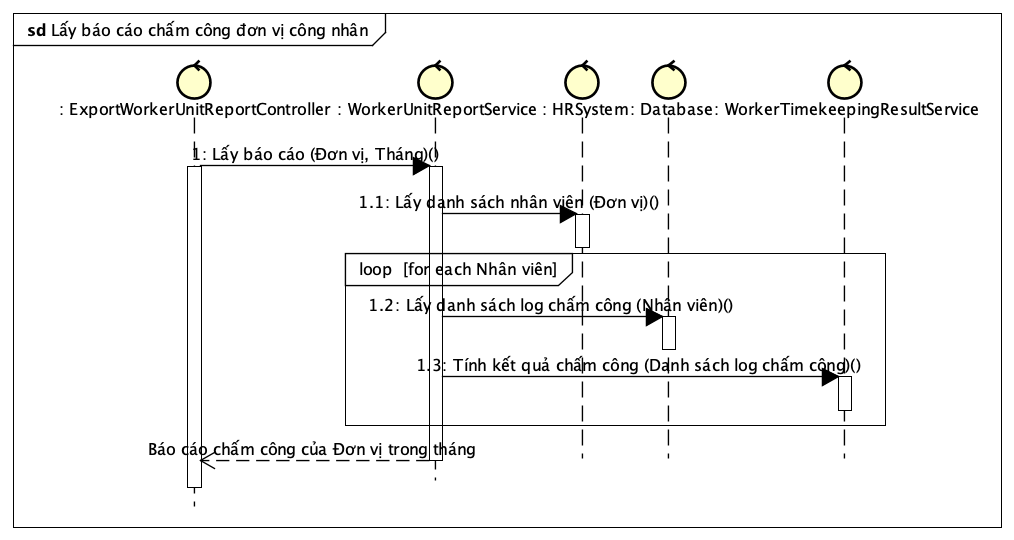 sd Lấy báo cáo chấm công đơn vị công nhân
: ExportWorkerUnitReportController : WorkerUnitReportService : HRSystem : Database : WorkerTimekeepingResultService
1: Lấy báo cáo (Đơn vị, Tháng)()
1.1: Lấy danh sách nhân viên (Đơn vị)()
loop [for each Nhân viên]
1.2: Lấy danh sách log chấm công (Nhân viên)()
1.3: Tính kết quả chấm công (Danh sách log chấm công)()
Báo cáo chấm công của Đơn vị trong tháng